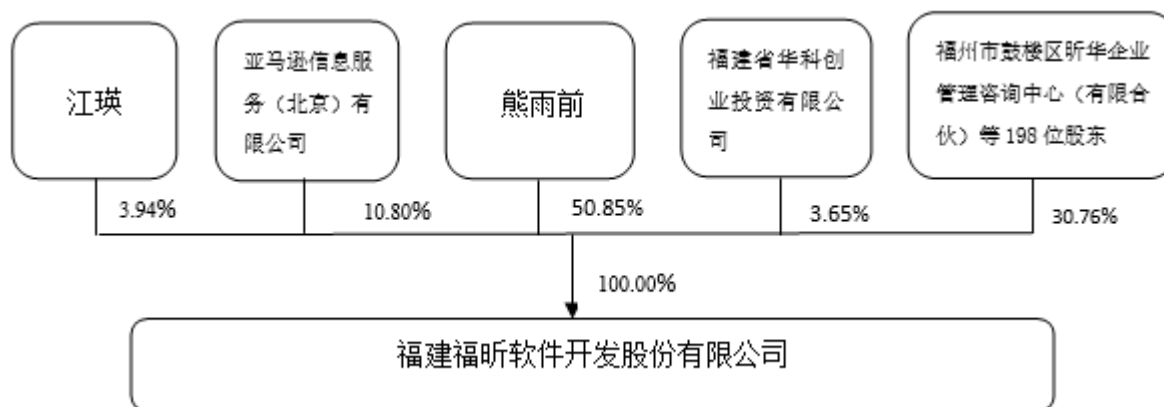 江瑛
亚马逊信息服
务（北京）有
限公司
熊雨前
福建省华科创
业投资有限公
司
福州市鼓楼区昕华企业
管理咨询中心（有限合
伙）等 198 位股东
3.94%
10.80%
50.85%
3.65%
30.76%
100.00%
福建福昕软件开发股份有限公司